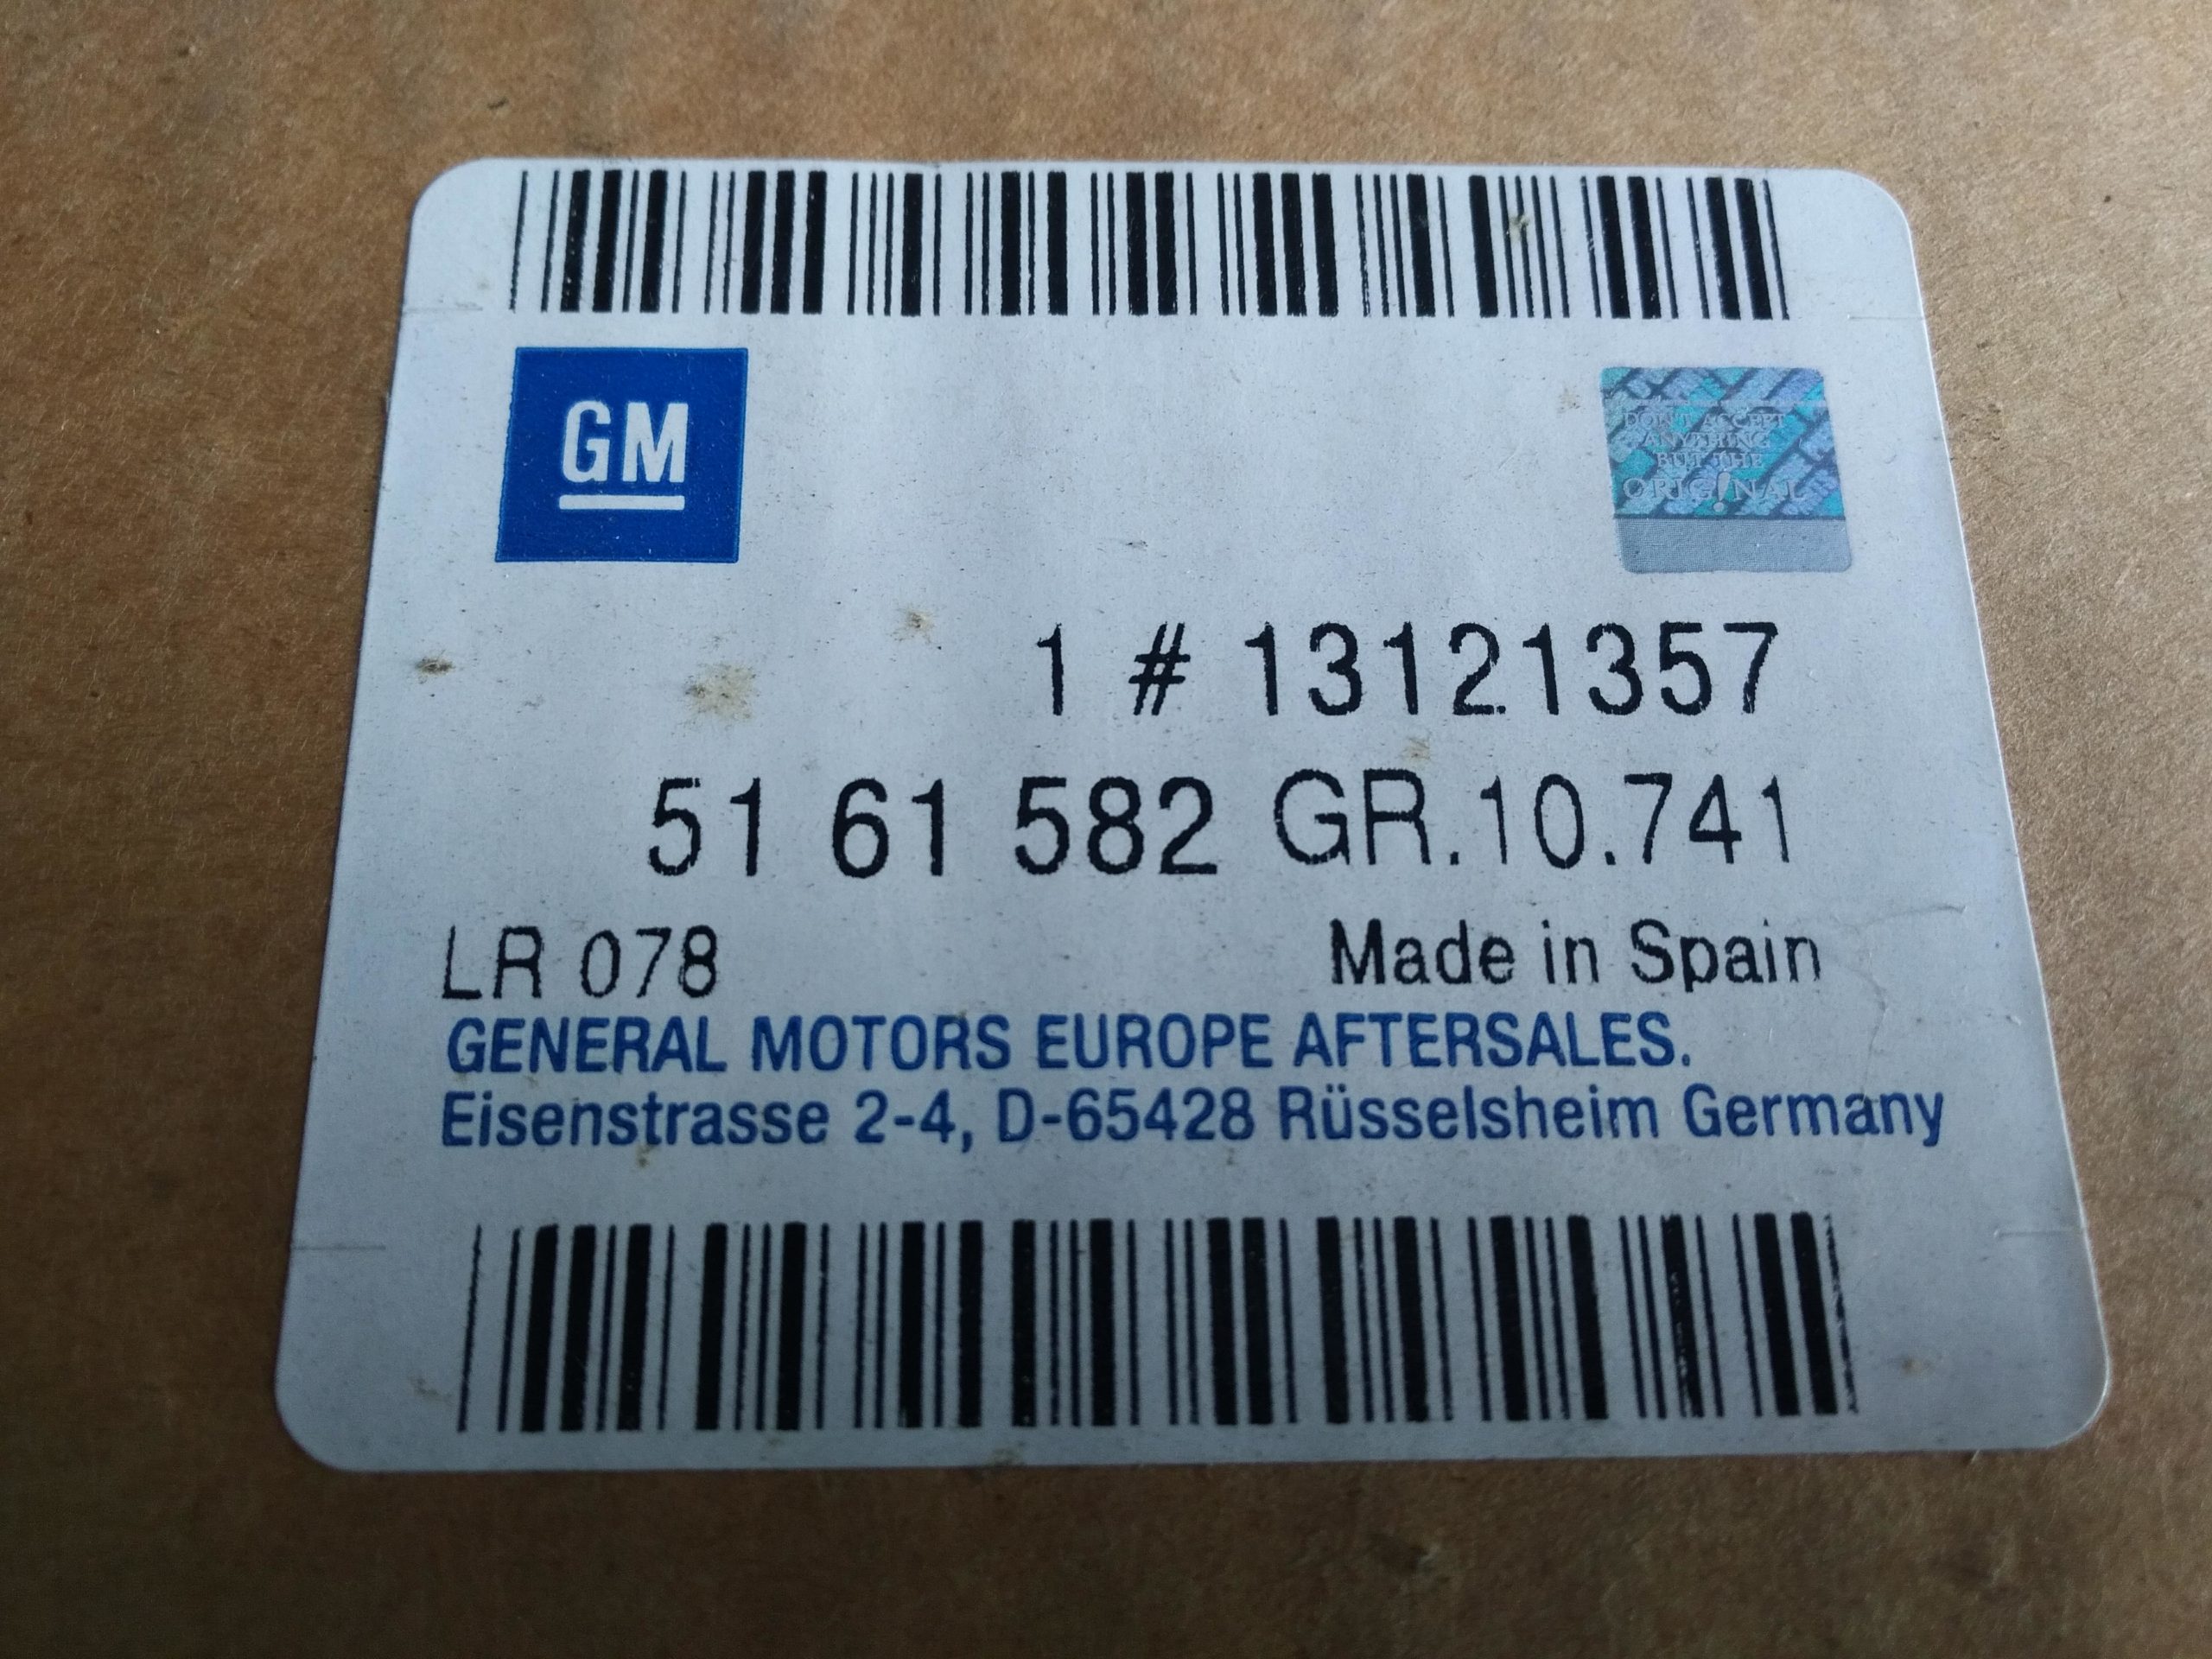 GM
DON'T ACCEPT
ANYTHING
BUT THE
ORIG!NAL
1 # 13121357
51 61 582 GR.10.741
LR 078 Made in Spain
GENERAL MOTORS EUROPE AFTERSALES.
Eisenstrasse 2-4, D-65428 Rüsselsheim Germany